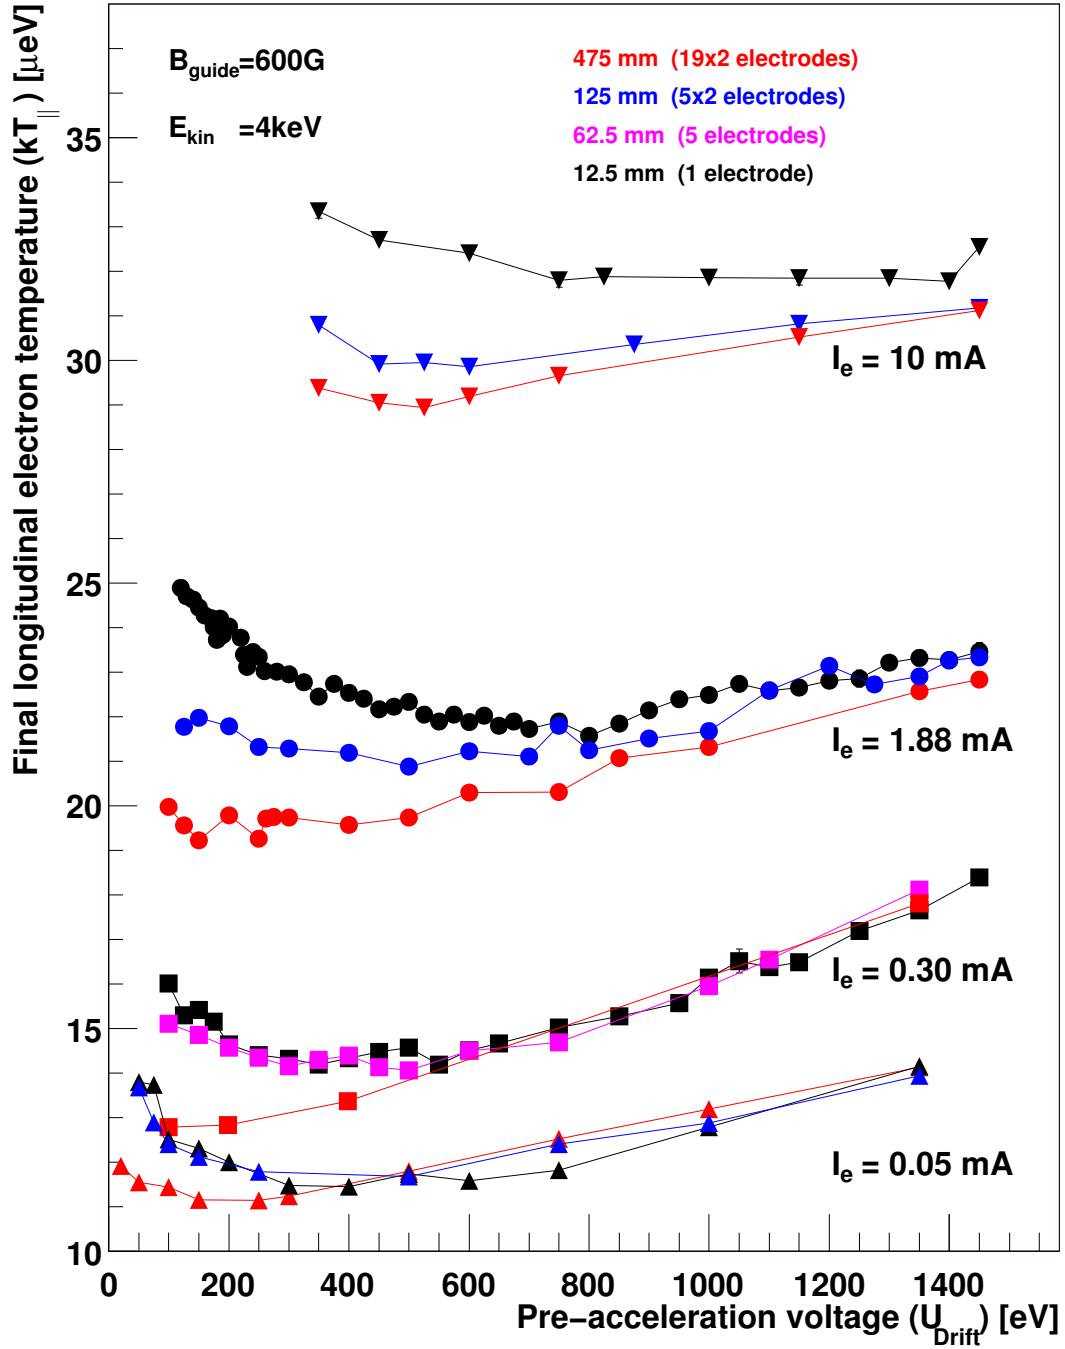 Final longitudinal electron temperature (kT||) [μeV]
B_guide=600G
E_kin =4keV
475 mm (19x2 electrodes)
125 mm (5x2 electrodes)
62.5 mm (5 electrodes)
12.5 mm (1 electrode)
35
30
25
20
15
10
I_e = 10 mA
I_e = 1.88 mA
I_e = 0.30 mA
I_e = 0.05 mA
0 200 400 600 800 1000 1200 1400
Pre-acceleration voltage (U_Drift) [eV]